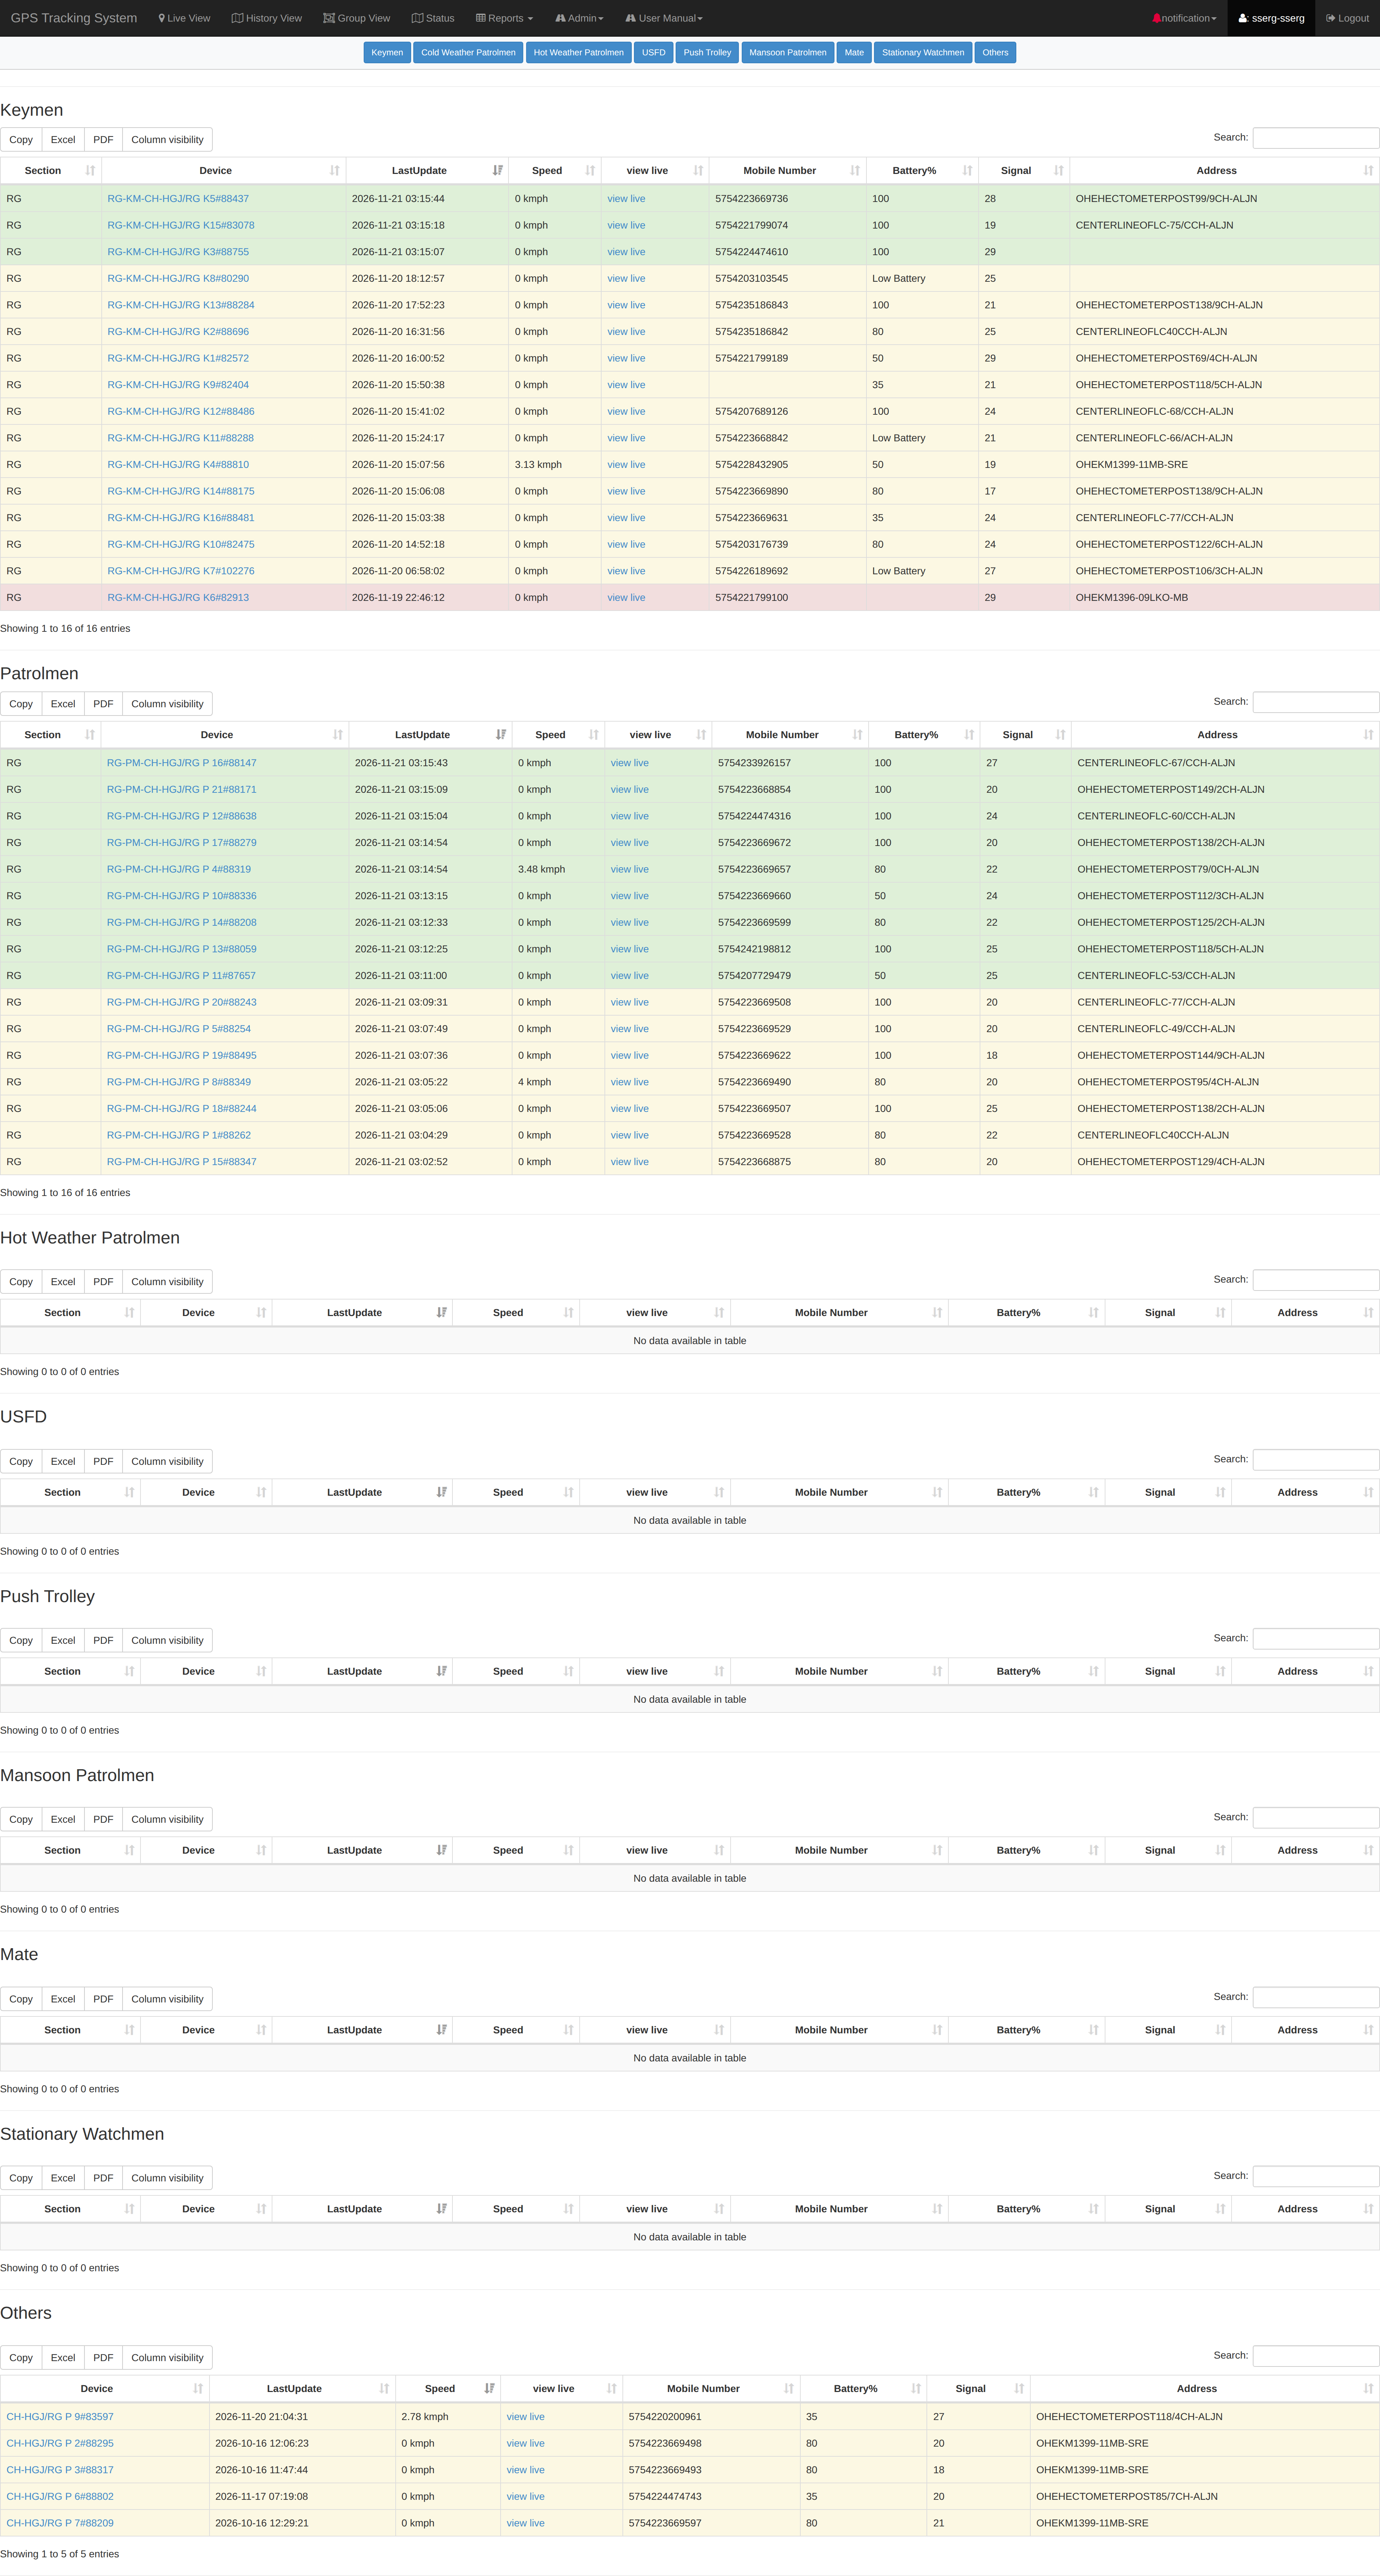 GPS Tracking System Live View History View Group View Status Reports Admin User Manual notification : sserg-sserg Logout
Keymen Cold Weather Patrolmen Hot Weather Patrolmen USFD Push Trolley Mansoon Patrolmen Mate Stationary Watchmen Others
Keymen
Copy Excel PDF Column visibility Search:
Section Device LastUpdate Speed view live Mobile Number Battery% Signal Address
RG RG-KM-CH-HGJ/RG K5#88437 2026-11-21 03:15:44 0 kmph view live 5754223669736 100 28 OHEHECTOMETERPOST99/9CH-ALJN
RG RG-KM-CH-HGJ/RG K15#83078 2026-11-21 03:15:18 0 kmph view live 5754221799074 100 19 CENTERLINEOFLC-75/CCH-ALJN
RG RG-KM-CH-HGJ/RG K3#88755 2026-11-21 03:15:07 0 kmph view live 5754224474610 100 29
RG RG-KM-CH-HGJ/RG K8#80290 2026-11-20 18:12:57 0 kmph view live 5754203103545 Low Battery 25
RG RG-KM-CH-HGJ/RG K13#88284 2026-11-20 17:52:23 0 kmph view live 5754235186843 100 21 OHEHECTOMETERPOST138/9CH-ALJN
RG RG-KM-CH-HGJ/RG K2#88696 2026-11-20 16:31:56 0 kmph view live 5754235186842 80 25 CENTERLINEOFLC40CCH-ALJN
RG RG-KM-CH-HGJ/RG K1#82572 2026-11-20 16:00:52 0 kmph view live 5754221799189 50 29 OHEHECTOMETERPOST69/4CH-ALJN
RG RG-KM-CH-HGJ/RG K9#82404 2026-11-20 15:50:38 0 kmph view live 35 21 OHEHECTOMETERPOST118/5CH-ALJN
RG RG-KM-CH-HGJ/RG K12#88486 2026-11-20 15:41:02 0 kmph view live 5754207689126 100 24 CENTERLINEOFLC-68/CCH-ALJN
RG RG-KM-CH-HGJ/RG K11#88288 2026-11-20 15:24:17 0 kmph view live 5754223668842 Low Battery 21 CENTERLINEOFLC-66/ACH-ALJN
RG RG-KM-CH-HGJ/RG K4#88810 2026-11-20 15:07:56 3.13 kmph view live 5754228432905 50 19 OHEKM1399-11MB-SRE
RG RG-KM-CH-HGJ/RG K14#88175 2026-11-20 15:06:08 0 kmph view live 5754223669890 80 17 OHEHECTOMETERPOST138/9CH-ALJN
RG RG-KM-CH-HGJ/RG K16#88481 2026-11-20 15:03:38 0 kmph view live 5754223669631 35 24 CENTERLINEOFLC-77/CCH-ALJN
RG RG-KM-CH-HGJ/RG K10#82475 2026-11-20 14:52:18 0 kmph view live 5754203176739 80 24 OHEHECTOMETERPOST122/6CH-ALJN
RG RG-KM-CH-HGJ/RG K7#102276 2026-11-20 06:58:02 0 kmph view live 5754226189692 Low Battery 27 OHEHECTOMETERPOST106/3CH-ALJN
RG RG-KM-CH-HGJ/RG K6#82913 2026-11-19 22:46:12 0 kmph view live 5754221799100 29 OHEKM1396-09LKO-MB
Showing 1 to 16 of 16 entries
Patrolmen
Copy Excel PDF Column visibility Search:
Section Device LastUpdate Speed view live Mobile Number Battery% Signal Address
RG RG-PM-CH-HGJ/RG P 16#88147 2026-11-21 03:15:43 0 kmph view live 5754233926157 100 27 CENTERLINEOFLC-67/CCH-ALJN
RG RG-PM-CH-HGJ/RG P 21#88171 2026-11-21 03:15:09 0 kmph view live 5754223668854 100 20 OHEHECTOMETERPOST149/2CH-ALJN
RG RG-PM-CH-HGJ/RG P 12#88638 2026-11-21 03:15:04 0 kmph view live 5754224474316 100 24 CENTERLINEOFLC-60/CCH-ALJN
RG RG-PM-CH-HGJ/RG P 17#88279 2026-11-21 03:14:54 0 kmph view live 5754223669672 100 20 OHEHECTOMETERPOST138/2CH-ALJN
RG RG-PM-CH-HGJ/RG P 4#88319 2026-11-21 03:14:54 3.48 kmph view live 5754223669657 80 22 OHEHECTOMETERPOST79/0CH-ALJN
RG RG-PM-CH-HGJ/RG P 10#88336 2026-11-21 03:13:15 0 kmph view live 5754223669660 50 24 OHEHECTOMETERPOST112/3CH-ALJN
RG RG-PM-CH-HGJ/RG P 14#88208 2026-11-21 03:12:33 0 kmph view live 5754223669599 80 22 OHEHECTOMETERPOST125/2CH-ALJN
RG RG-PM-CH-HGJ/RG P 13#88059 2026-11-21 03:12:25 0 kmph view live 5754242198812 100 25 OHEHECTOMETERPOST118/5CH-ALJN
RG RG-PM-CH-HGJ/RG P 11#87657 2026-11-21 03:11:00 0 kmph view live 5754207729479 50 25 CENTERLINEOFLC-53/CCH-ALJN
RG RG-PM-CH-HGJ/RG P 20#88243 2026-11-21 03:09:31 0 kmph view live 5754223669508 100 20 CENTERLINEOFLC-77/CCH-ALJN
RG RG-PM-CH-HGJ/RG P 5#88254 2026-11-21 03:07:49 0 kmph view live 5754223669529 100 20 CENTERLINEOFLC-49/CCH-ALJN
RG RG-PM-CH-HGJ/RG P 19#88495 2026-11-21 03:07:36 0 kmph view live 5754223669622 100 18 OHEHECTOMETERPOST144/9CH-ALJN
RG RG-PM-CH-HGJ/RG P 8#88349 2026-11-21 03:05:22 4 kmph view live 5754223669490 80 20 OHEHECTOMETERPOST95/4CH-ALJN
RG RG-PM-CH-HGJ/RG P 18#88244 2026-11-21 03:05:06 0 kmph view live 5754223669507 100 25 OHEHECTOMETERPOST138/2CH-ALJN
RG RG-PM-CH-HGJ/RG P 1#88262 2026-11-21 03:04:29 0 kmph view live 5754223669528 80 22 CENTERLINEOFLC40CCH-ALJN
RG RG-PM-CH-HGJ/RG P 15#88347 2026-11-21 03:02:52 0 kmph view live 5754223668875 80 20 OHEHECTOMETERPOST129/4CH-ALJN
Showing 1 to 16 of 16 entries
Hot Weather Patrolmen
Copy Excel PDF Column visibility Search:
Section Device LastUpdate Speed view live Mobile Number Battery% Signal Address
No data available in table
Showing 0 to 0 of 0 entries
USFD
Copy Excel PDF Column visibility Search:
Section Device LastUpdate Speed view live Mobile Number Battery% Signal Address
No data available in table
Showing 0 to 0 of 0 entries
Push Trolley
Copy Excel PDF Column visibility Search:
Section Device LastUpdate Speed view live Mobile Number Battery% Signal Address
No data available in table
Showing 0 to 0 of 0 entries
Mansoon Patrolmen
Copy Excel PDF Column visibility Search:
Section Device LastUpdate Speed view live Mobile Number Battery% Signal Address
No data available in table
Showing 0 to 0 of 0 entries
Mate
Copy Excel PDF Column visibility Search:
Section Device LastUpdate Speed view live Mobile Number Battery% Signal Address
No data available in table
Showing 0 to 0 of 0 entries
Stationary Watchmen
Copy Excel PDF Column visibility Search:
Section Device LastUpdate Speed view live Mobile Number Battery% Signal Address
No data available in table
Showing 0 to 0 of 0 entries
Others
Copy Excel PDF Column visibility Search:
Device LastUpdate Speed view live Mobile Number Battery% Signal Address
CH-HGJ/RG P 9#83597 2026-11-20 21:04:31 2.78 kmph view live 5754220200961 35 27 OHEHECTOMETERPOST118/4CH-ALJN
CH-HGJ/RG P 2#88295 2026-10-16 12:06:23 0 kmph view live 5754223669498 80 20 OHEKM1399-11MB-SRE
CH-HGJ/RG P 3#88317 2026-10-16 11:47:44 0 kmph view live 5754223669493 80 18 OHEKM1399-11MB-SRE
CH-HGJ/RG P 6#88802 2026-11-17 07:19:08 0 kmph view live 5754224474743 35 20 OHEHECTOMETERPOST85/7CH-ALJN
CH-HGJ/RG P 7#88209 2026-10-16 12:29:21 0 kmph view live 5754223669597 80 21 OHEKM1399-11MB-SRE
Showing 1 to 5 of 5 entries